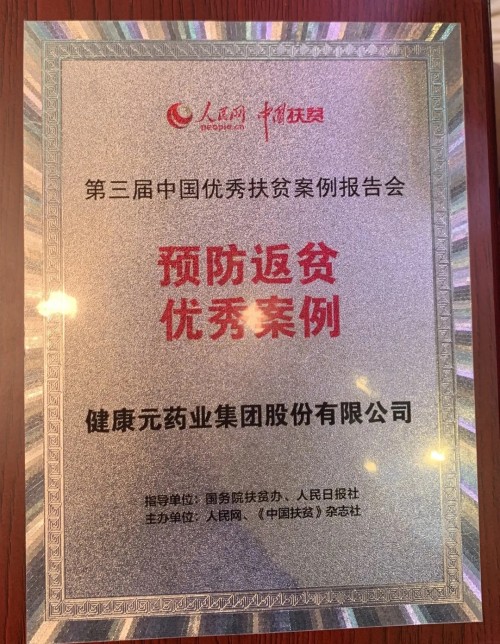 人民网 中国扶贫
people.cn
第三届中国优秀扶贫案例报告会
预防返贫
优秀案例
健康元药业集团股份有限公司
指导单位：国务院扶贫办、人民日报社
主办单位：人民网、《中国扶贫》杂志社